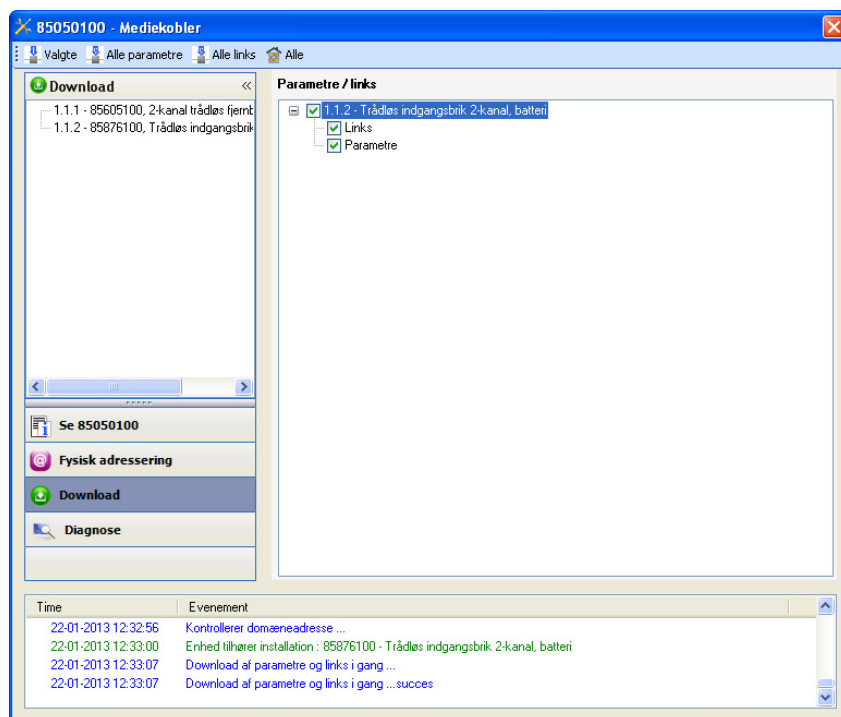 85050100 - Mediekobler
Valgte Alle parametre Alle links Alle
Download «
1.1.1 - 85605100, 2-kanal trådløs fjernt
1.1.2 - 85876100, Trådløs indgangsbrik
Se 85050100
Fysisk adressering
Download
Diagnose
Parametre / links
1.1.2 - Trådløs indgangsbrik 2-kanal, batteri
Links
Parametre
Time Evenement
22-01-2013 12:32:56 Kontrollerer domæneadresse ...
22-01-2013 12:33:00 Enhed tilhører installation : 85876100 - Trådløs indgangsbrik 2-kanal, batteri
22-01-2013 12:33:07 Download af parametre og links i gang ...
22-01-2013 12:33:07 Download af parametre og links i gang ...succes